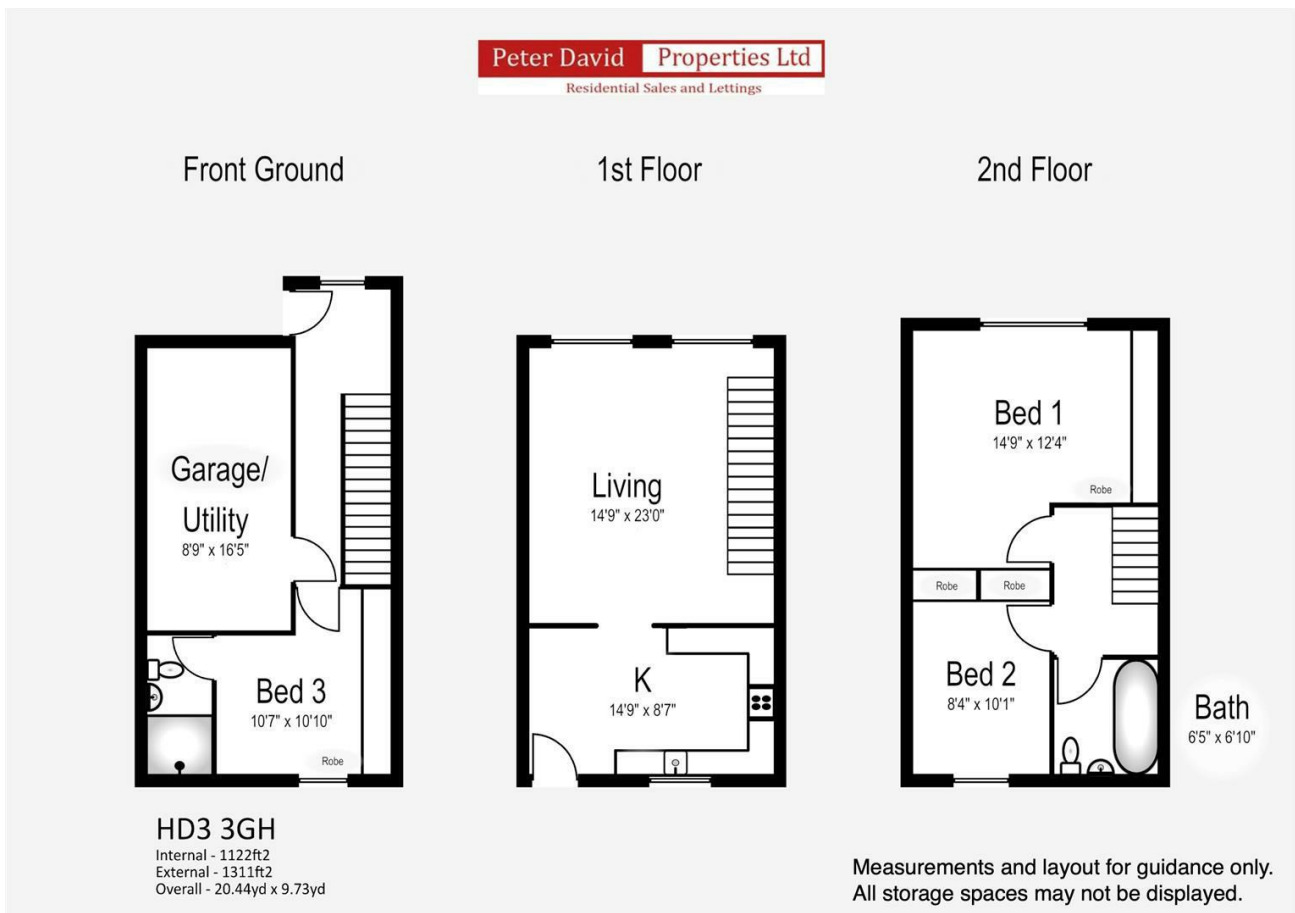 Peter David Properties Ltd
Residential Sales and Lettings
Front Ground
1st Floor
2nd Floor
Garage/
Utility
8'9" x 16'5"
Bed 3
10'7" x 10'10"
Robe
Living
14'9" x 23'0"
K
14'9" x 8'7"
Bed 1
14'9" x 12'4"
Robe
Robe
Robe
Bed 2
8'4" x 10'1"
Bath
6'5" x 6'10"
HD3 3GH
Internal - 1122ft2
External - 1311ft2
Overall - 20.44yd x 9.73yd
Measurements and layout for guidance only.
All storage spaces may not be displayed.